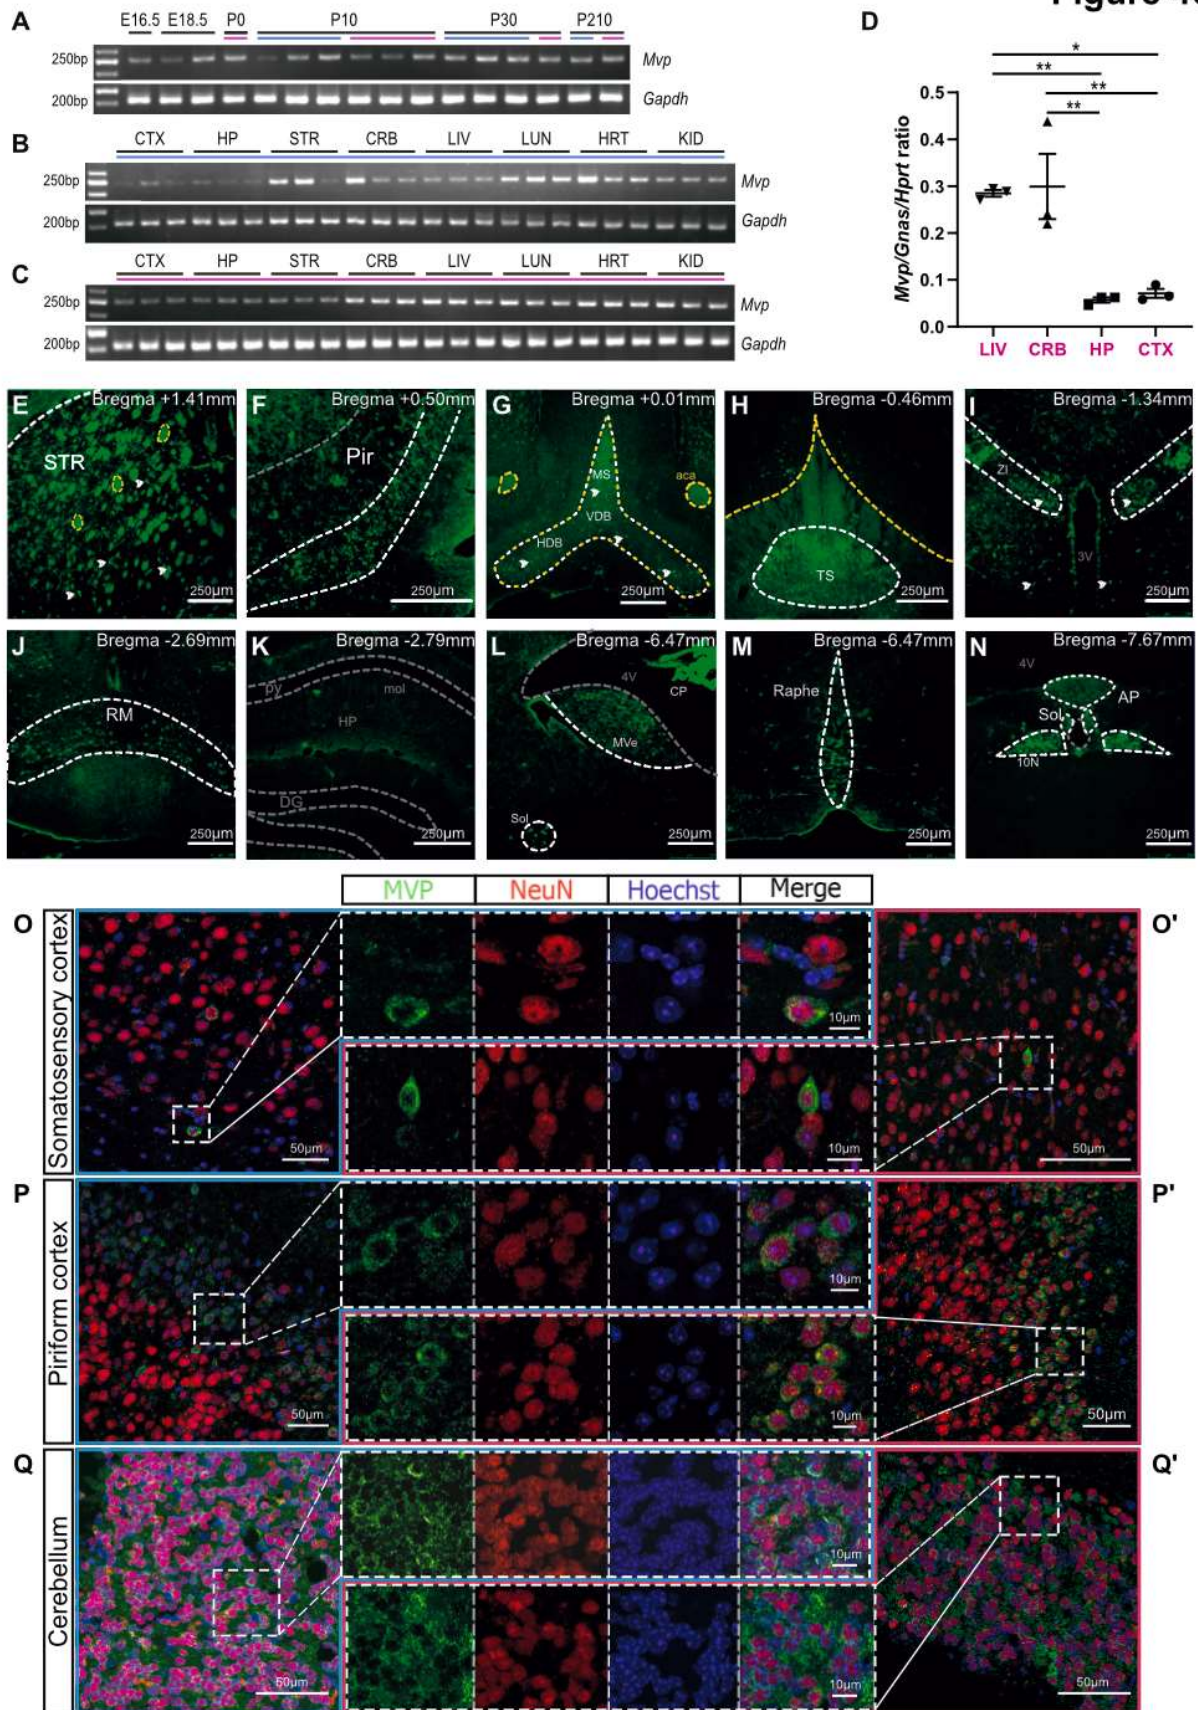 Figure
A
E16.5 E18.5 P0 P10 P30 P210
250bp Mvp
200bp Gapdh
B
CTX HP STR CRB LIV LUN HRT KID
250bp Mvp
200bp Gapdh
C
CTX HP STR CRB LIV LUN HRT KID
250bp Mvp
200bp Gapdh
D
*
**
**
**
Mvp/Gnas/Hprt ratio
0.5
0.4
0.3
0.2
0.1
0.0
LIV CRB HP CTX
E Bregma +1.41mm
STR
250µm
F Bregma +0.50mm
Pir
250µm
G Bregma +0.01mm
MS
aca
VDB
HDB
250µm
H Bregma -0.46mm
TS
250µm
I Bregma -1.34mm
ZI
3V
250µm
J Bregma -2.69mm
RM
250µm
K Bregma -2.79mm
py
mol
HP
DG
250µm
L Bregma -6.47mm
4V
CP
MVe
Sol
250µm
M Bregma -6.47mm
Raphe
250µm
N Bregma -7.67mm
4V
AP
Sol
10N
250µm
MVP NeuN Hoechst Merge
O
O'
Somatosensory cortex
50µm
10µm
10µm
50µm
P
P'
Piriform cortex
50µm
10µm
10µm
50µm
Q
Q'
Cerebellum
50µm
10µm
10µm
50µm